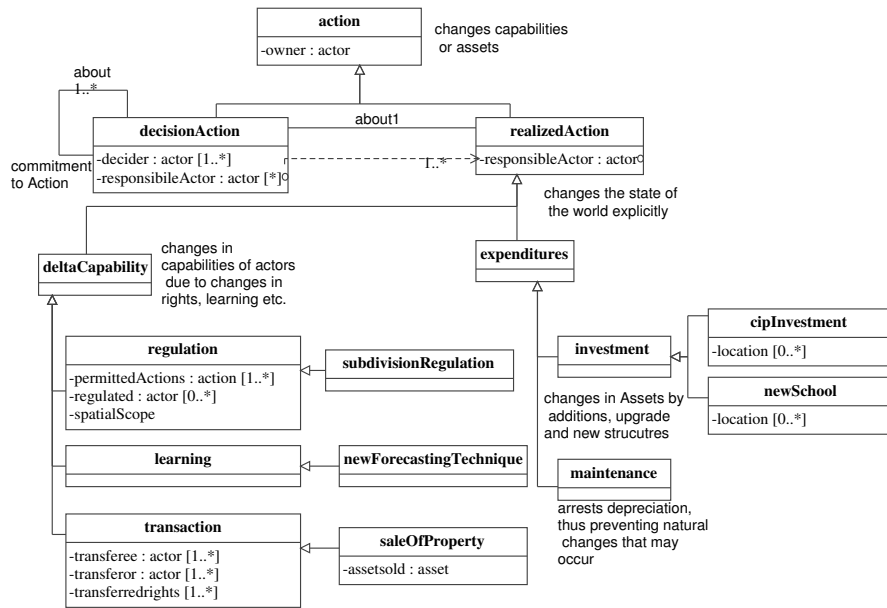 action
-owner : actor
changes capabilities
or assets
about
1..*
decisionAction
-decider : actor [1..*]
-responsibileActor : actor [*]
commitment
to Action
about1
1..*
realizedAction
-responsibleActor : actor
changes the state of
the world explicitly
deltaCapability
changes in
capabilities of actors
due to changes in
rights, learning etc.
expenditures
regulation
-permittedActions : action [1..*]
-regulated : actor [0..*]
-spatialScope
subdivisionRegulation
investment
cipInvestment
-location [0..*]
newSchool
-location [0..*]
changes in Assets by
additions, upgrade
and new strucutres
learning
newForecastingTechnique
maintenance
arrests depreciation,
thus preventing natural
changes that may
occur
transaction
-transferee : actor [1..*]
-transferor : actor [1..*]
-transferredrights [1..*]
saleOfProperty
-assetsold : asset